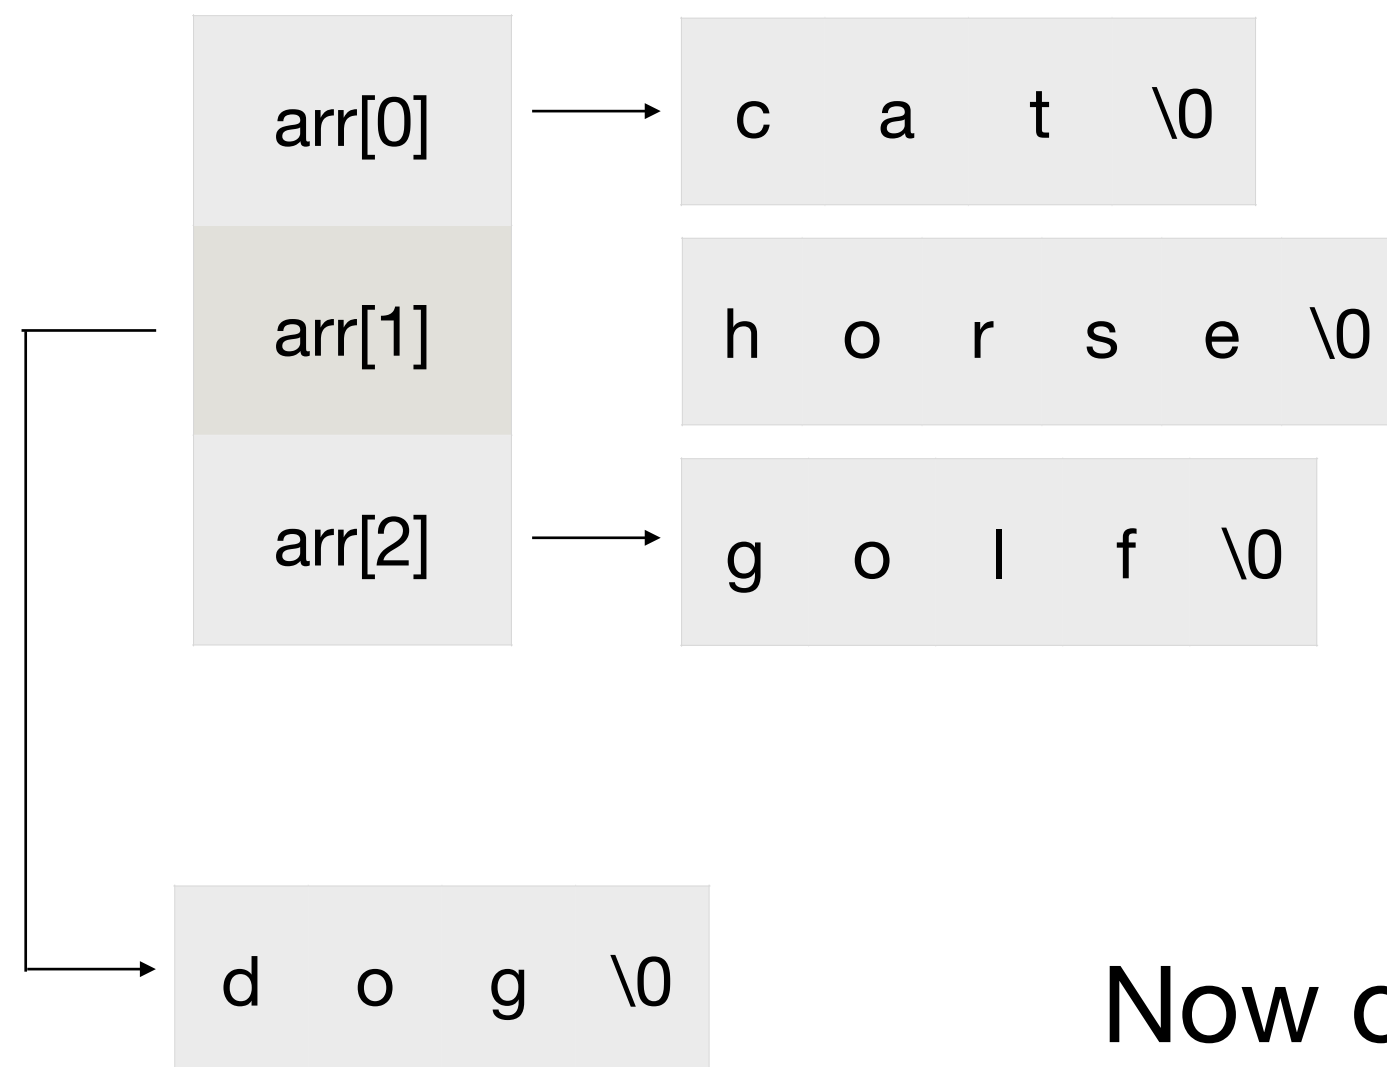 arr[0] c a t \0
arr[1] h o r s e \0
arr[2] g o l f \0
d o g \0
Now